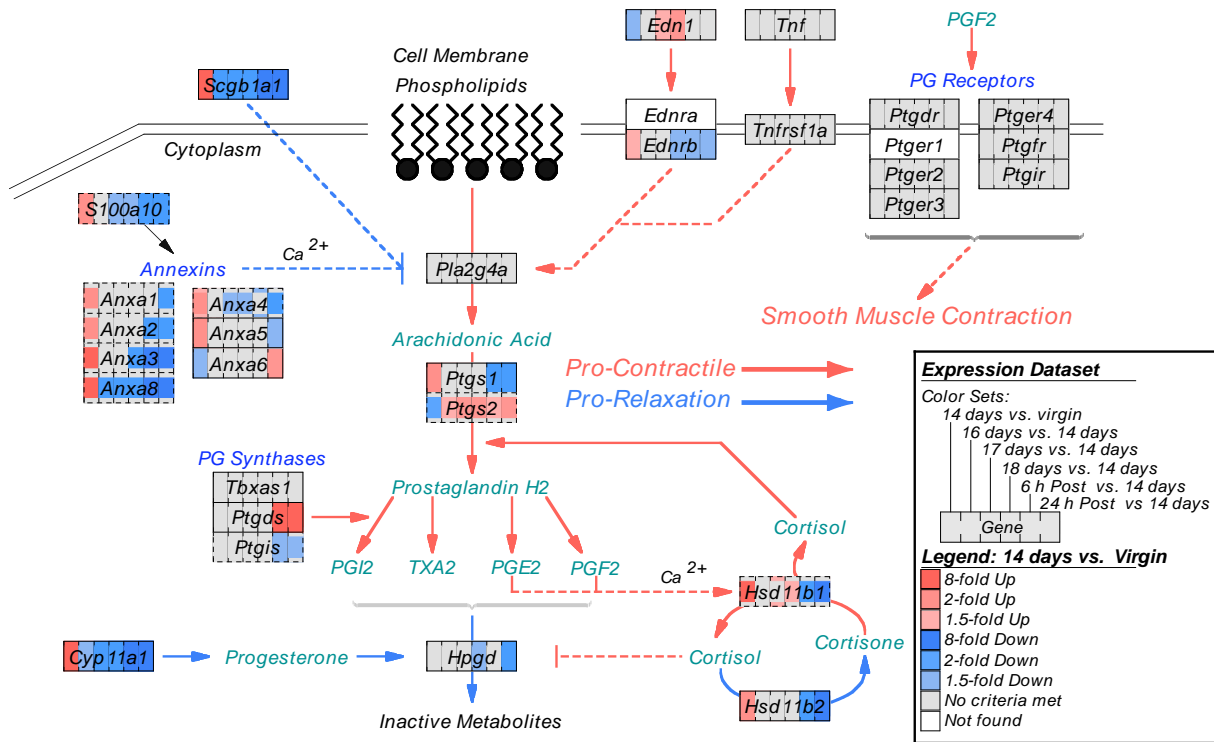 Edn1
Tnf
PGF2
Cell Membrane
Phospholipids
Scgb1a1
PG Receptors
Ednra
Ednrb
Tnfrsf1a
Ptgdr
Ptger1
Ptger2
Ptger3
Ptger4
Ptgfr
Ptgir
Cytoplasm
S100a10
Annexins
Ca 2+
Pla2g4a
Anxa1
Anxa2
Anxa3
Anxa8
Anxa4
Anxa5
Anxa6
Smooth Muscle Contraction
Arachidonic Acid
Ptgs1
Ptgs2
Pro-Contractile
Pro-Relaxation
PG Synthases
Tbxas1
Ptgds
Ptgis
Prostaglandin H2
PGI2
TXA2
PGE2
PGF2
Ca 2+
Cortisol
Hsd11b1
Cyp11a1
Progesterone
Hpgd
Cortisol
Cortisone
Hsd11b2
Inactive Metabolites
Expression Dataset
Color Sets:
14 days vs. virgin
16 days vs. 14 days
17 days vs. 14 days
18 days vs. 14 days
6 h Post vs. 14 days
24 h Post vs 14 days
Gene
Legend: 14 days vs. Virgin
8-fold Up
2-fold Up
1.5-fold Up
8-fold Down
2-fold Down
1.5-fold Down
No criteria met
Not found